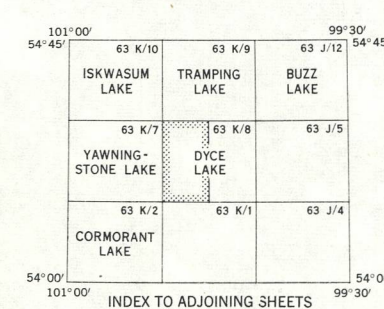 101°00′ 99°30′
54°45′ 54°45
63 K/10 63 K/9 63 J/12
ISKWASUM TRAMPING BUZZ
LAKE LAKE LAKE
63 K/7 63 K/8 63 J/5
YAWNING- DYCE
STONE LAKE LAKE
63 K/2 63 K/1 63 J/4
CORMORANT
LAKE
54°00′ 54°0
101°00′ 99°30′
INDEX TO ADJOINING SHEETS